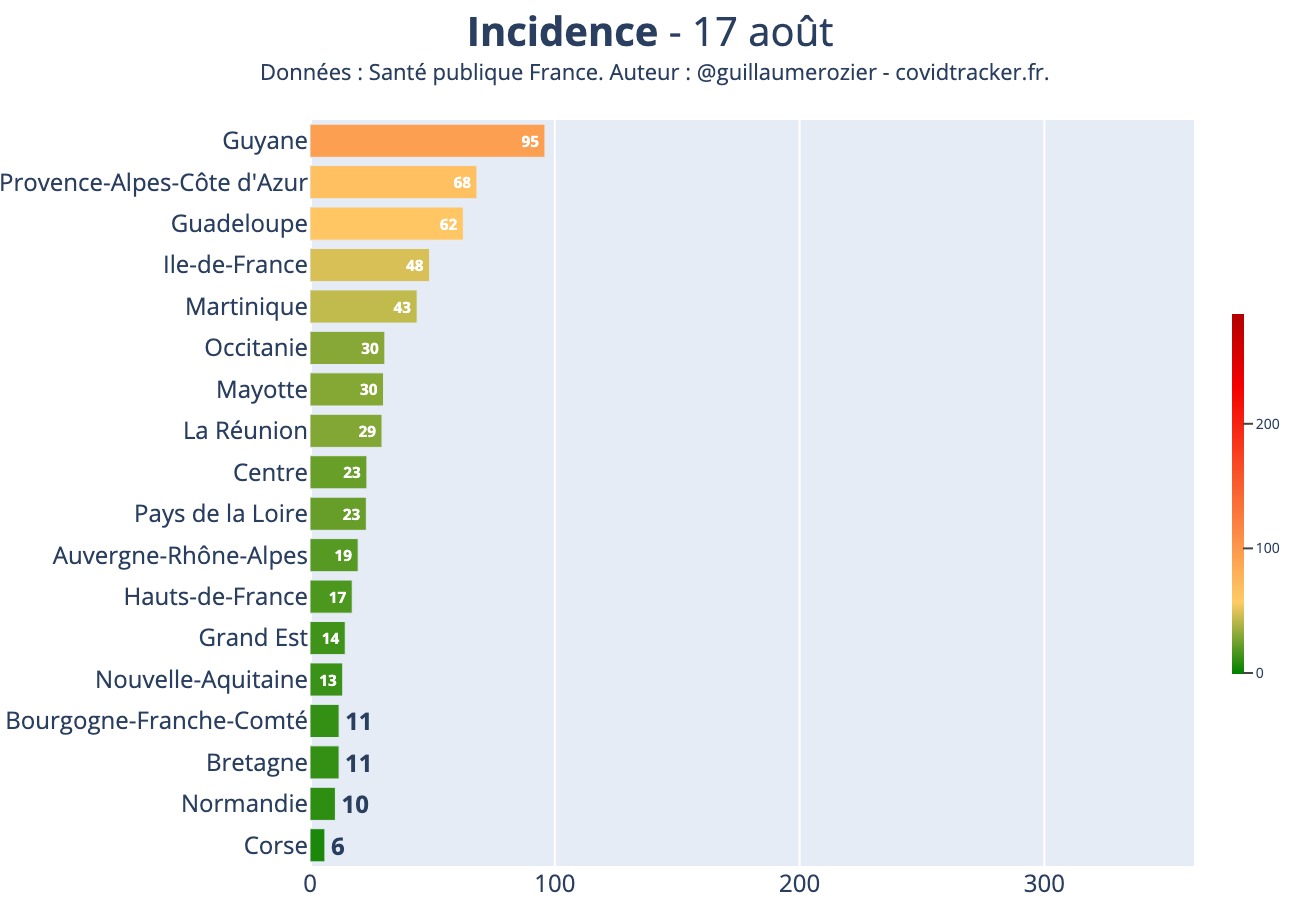 Incidence - 17 août
Données : Santé publique France. Auteur : @guillaumerozier - covidtracker.fr.
Guyane 95
Provence-Alpes-Côte d'Azur 68
Guadeloupe 62
Ile-de-France 48
Martinique 43
Occitanie 30
Mayotte 30
La Réunion 29
Centre 23
Pays de la Loire 23
Auvergne-Rhône-Alpes 19
Hauts-de-France 17
Grand Est 14
Nouvelle-Aquitaine 13
Bourgogne-Franche-Comté 11
Bretagne 11
Normandie 10
Corse 6
0 100 200 300
200
100
0